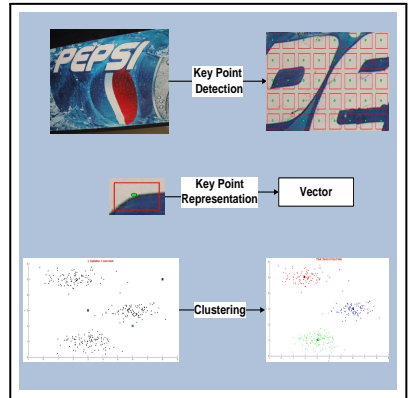 PEPSI
Key Point
Detection
Key Point
Representation
Vector
Clustering